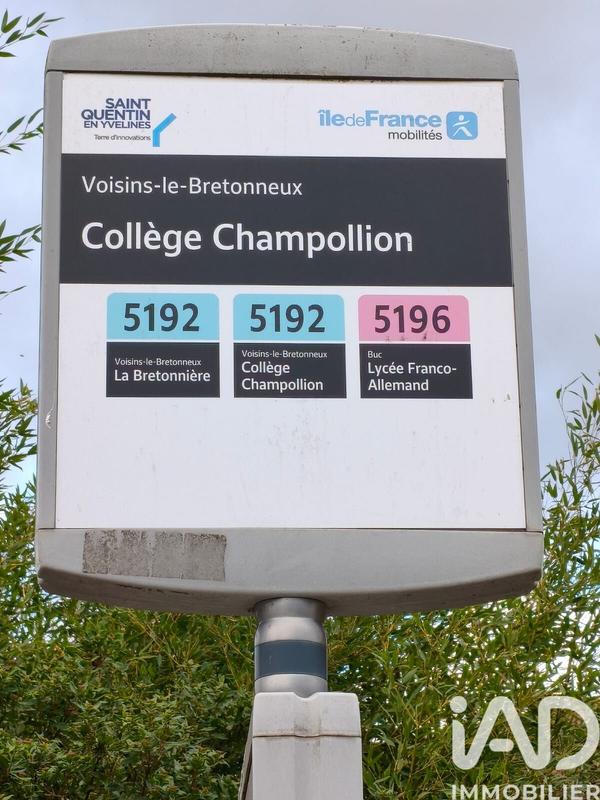 SAINT
QUENTIN
EN YVELINES
Terre d'innovations
îledeFrance
mobilités
Voisins-le-Bretonneux
Collège Champollion
5192
Voisins-le-Bretonneux
La Bretonnière
5192
Voisins-le-Bretonneux
Collège
Champollion
5196
Buc
Lycée Franco-
Allemand
iAD
IMMOBILIER